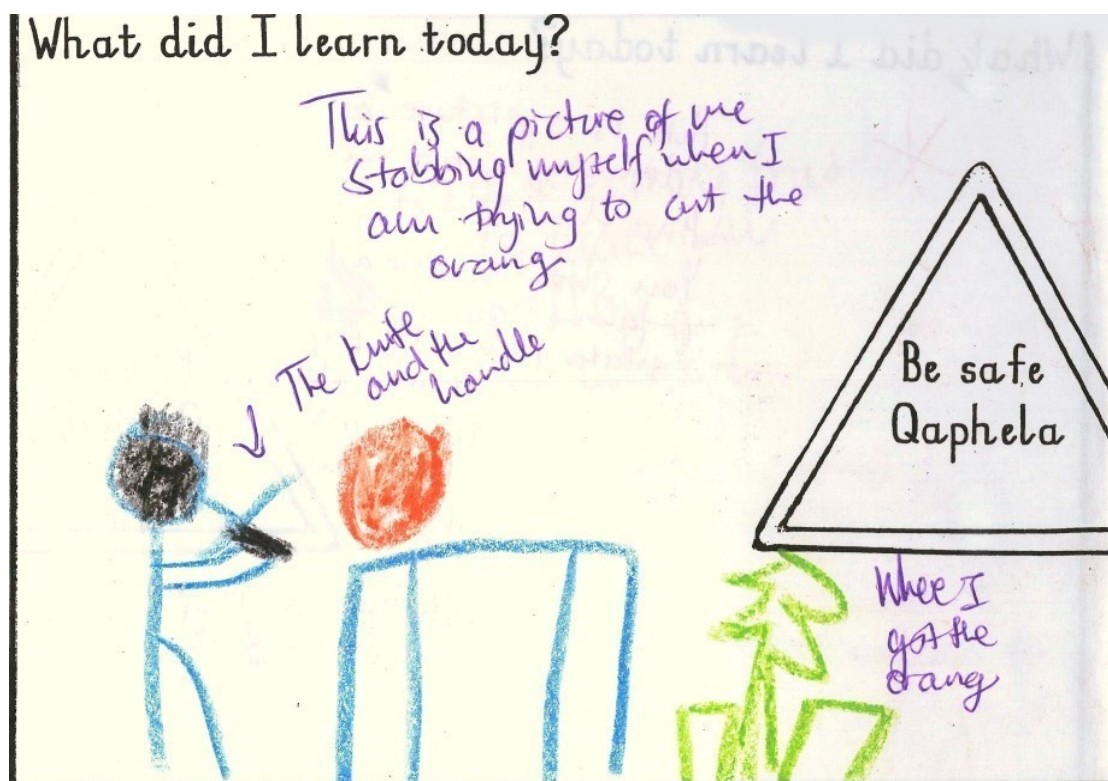 What did I learn today?
This is a picture of me
stabbing myself when I
am trying to cut the
orang
The knife
and the
handle
Be safe
Qaphela
Wher I
got the
orang